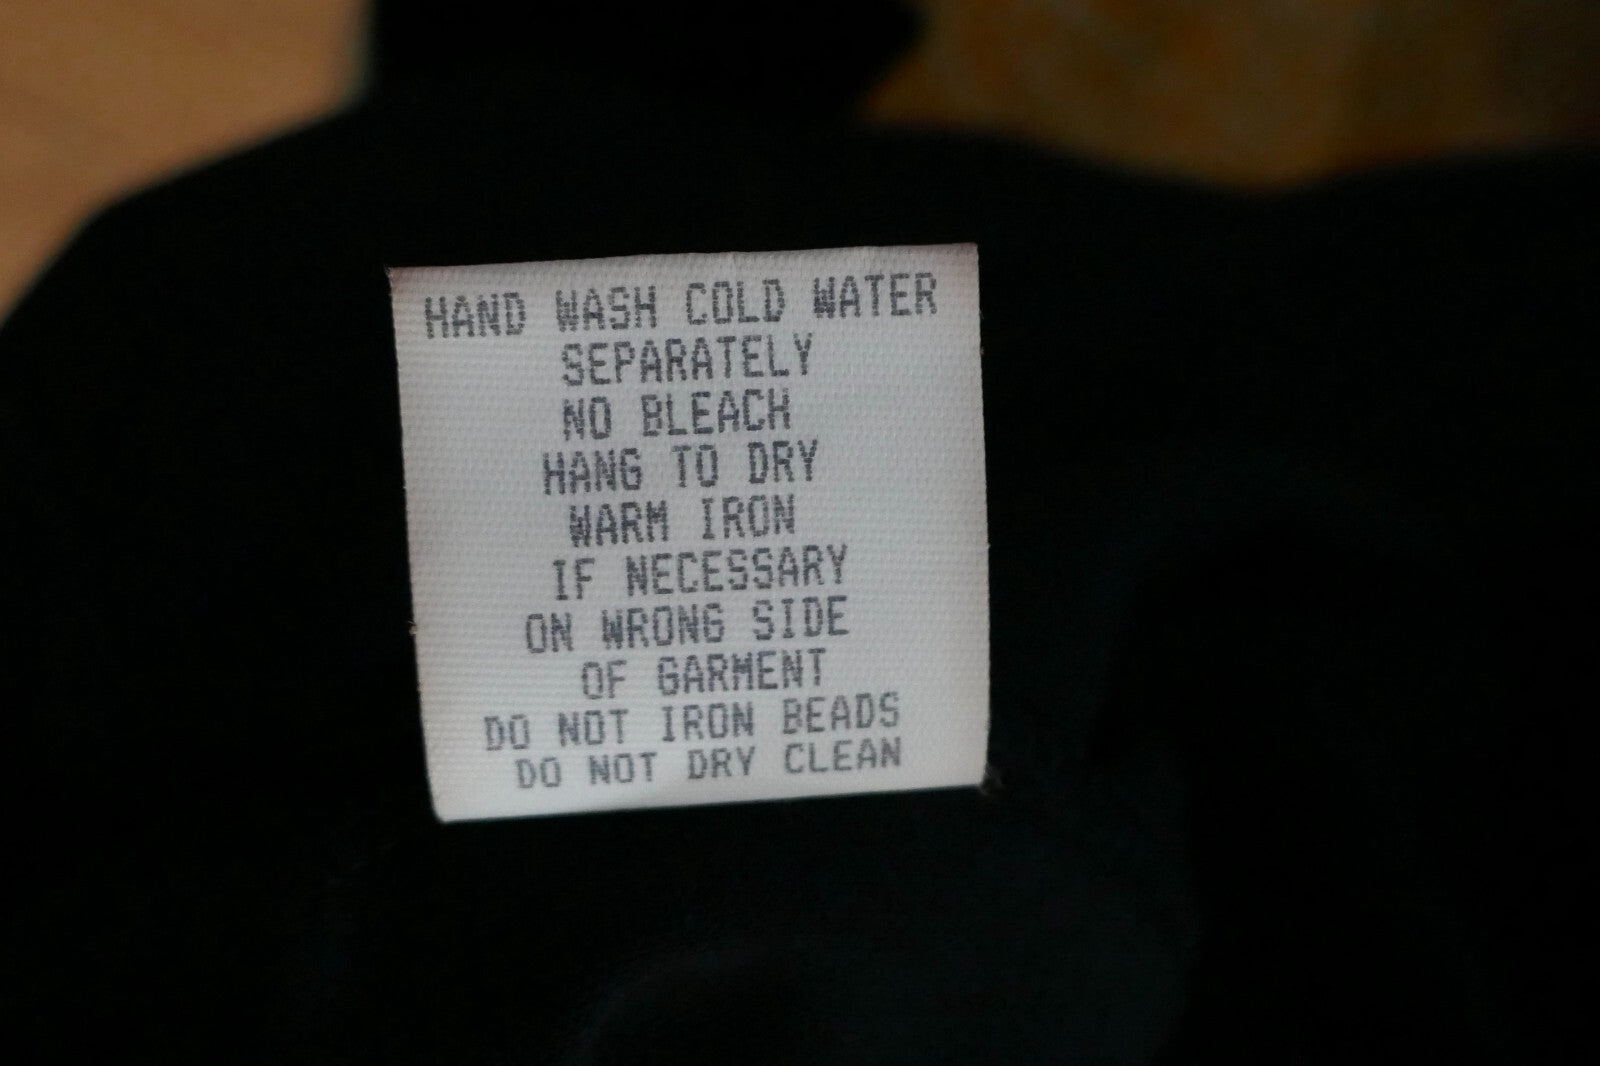 HAND WASH COLD WATER
SEPARATELY
NO BLEACH
HANG TO DRY
WARM IRON
IF NECESSARY
ON WRONG SIDE
OF GARMENT
DO NOT IRON BEADS
DO NOT DRY CLEAN